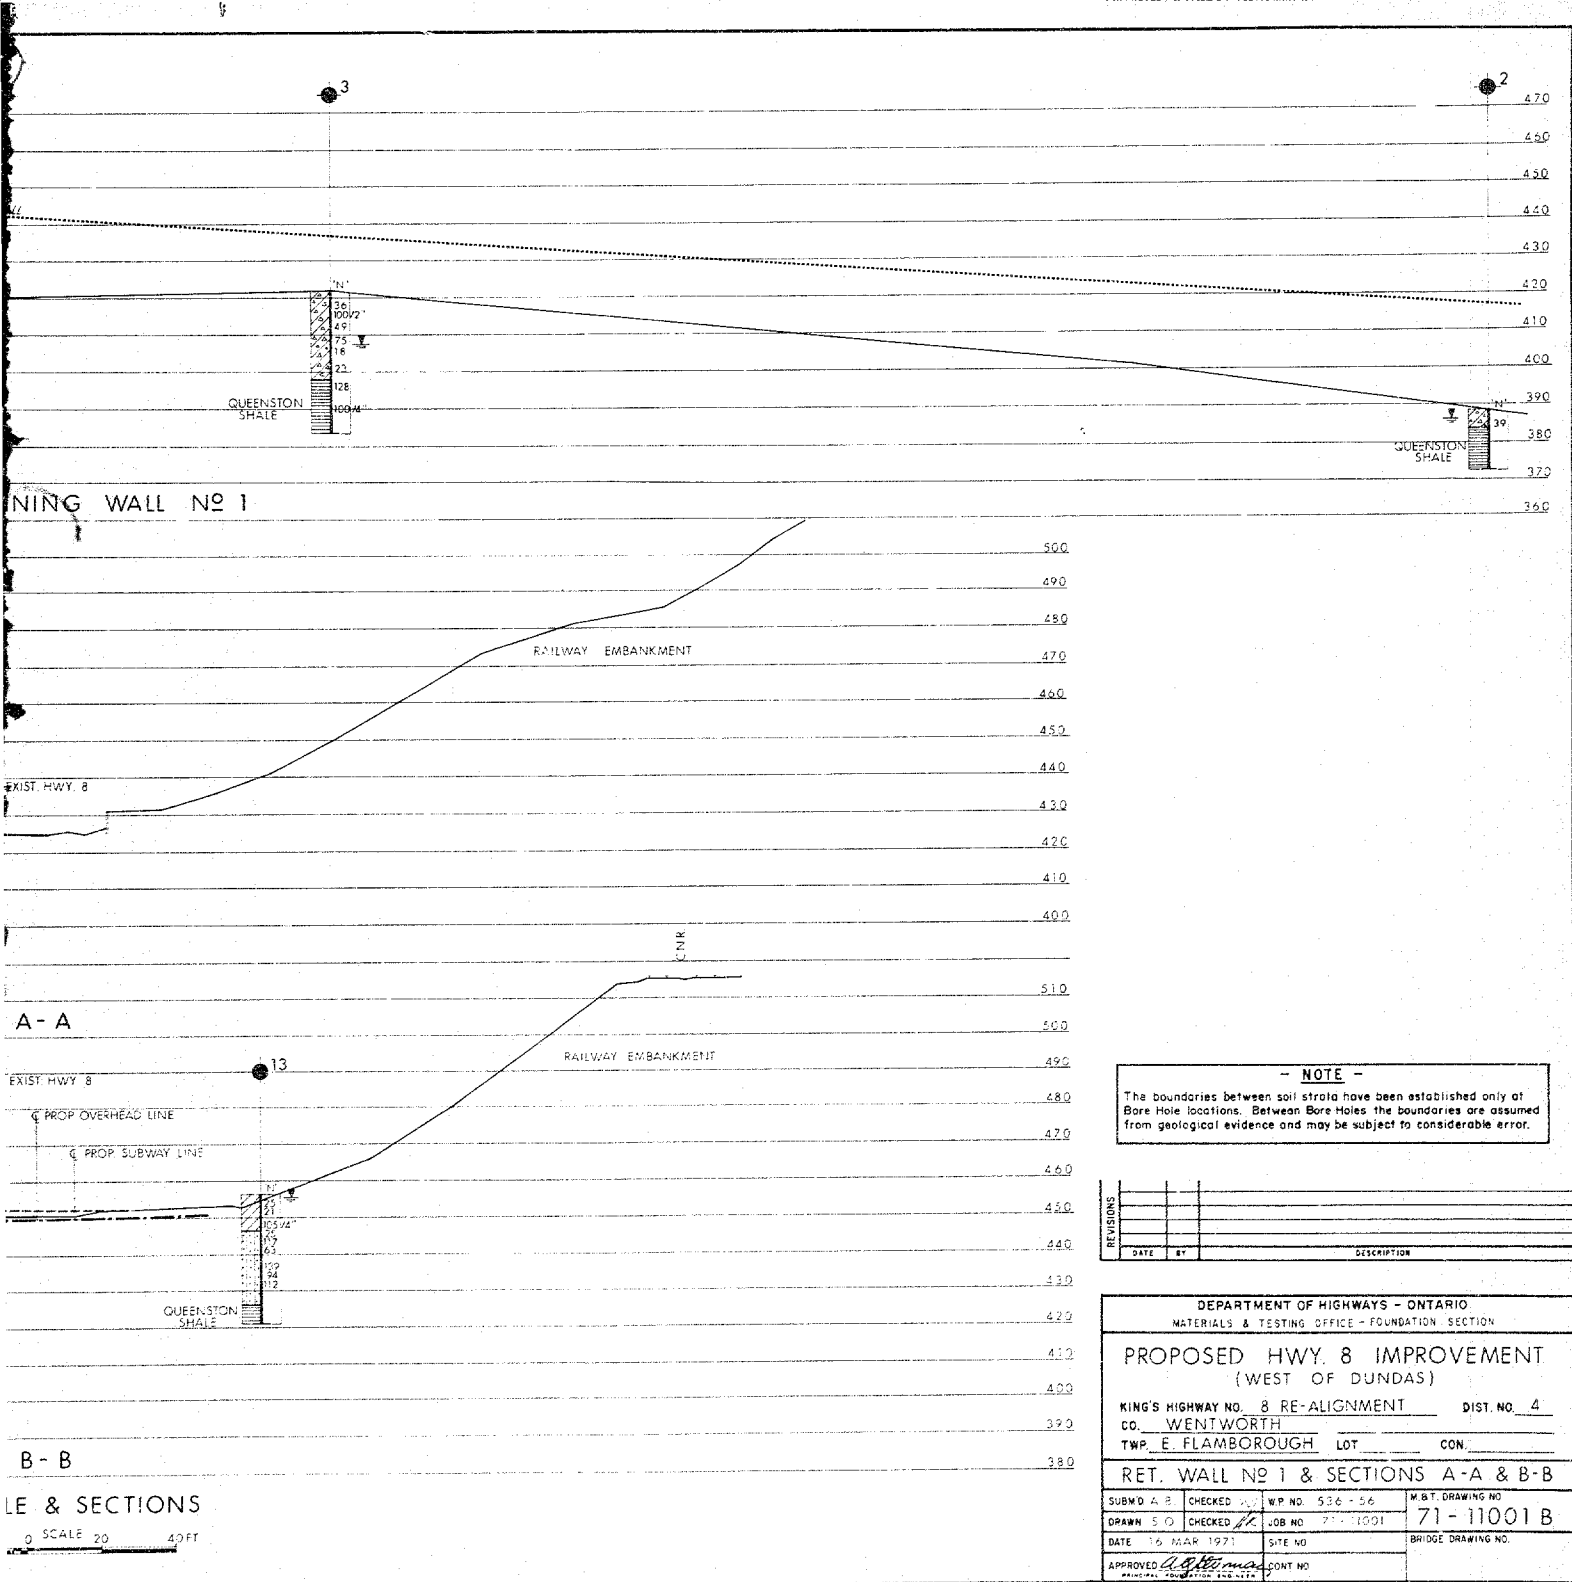 3
2
470
460
450
440
430
420
410
400
390
380
370
360
'N'
36
100/2"
49
75
18
22
128
100/4"
QUEENSTON
SHALE
'N'
39
QUEENSTON
SHALE
NING WALL Nº 1
500
490
480
470
460
450
440
430
420
410
400
RAILWAY EMBANKMENT
EXIST. HWY. 8
A-A
CNR
510
500
490
480
470
460
450
440
430
420
410
400
390
380
RAILWAY EMBANKMENT
13
EXIST. HWY 8
℄ PROP OVERHEAD LINE
℄ PROP. SUBWAY LINE
'N'
25
21
105/4"
63
94
112
QUEENSTON
SHALE
B-B
LE & SECTIONS
0 SCALE 20 40FT
- NOTE -
The boundaries between soil strata have been established only at
Bore Hole locations. Between Bore Holes the boundaries are assumed
from geological evidence and may be subject to considerable error.
REVISIONS
DATE BY DESCRIPTION
DEPARTMENT OF HIGHWAYS - ONTARIO
MATERIALS & TESTING OFFICE - FOUNDATION SECTION
PROPOSED HWY. 8 IMPROVEMENT
(WEST OF DUNDAS)
KING'S HIGHWAY NO. 8 RE-ALIGNMENT DIST. NO. 4
CO. WENTWORTH
TWP. E. FLAMBOROUGH LOT CON.
RET. WALL Nº 1 & SECTIONS A-A & B-B
SUBM'D A.B. CHECKED W.P. NO. 536-56 M.&T. DRAWING NO
DRAWN S.O CHECKED JOB NO 71-11001 71-11001 B
DATE 16 MAR 1971 SITE NO BRIDGE DRAWING NO.
APPROVED CONT NO
PRINCIPAL FOUNDATION ENGINEER